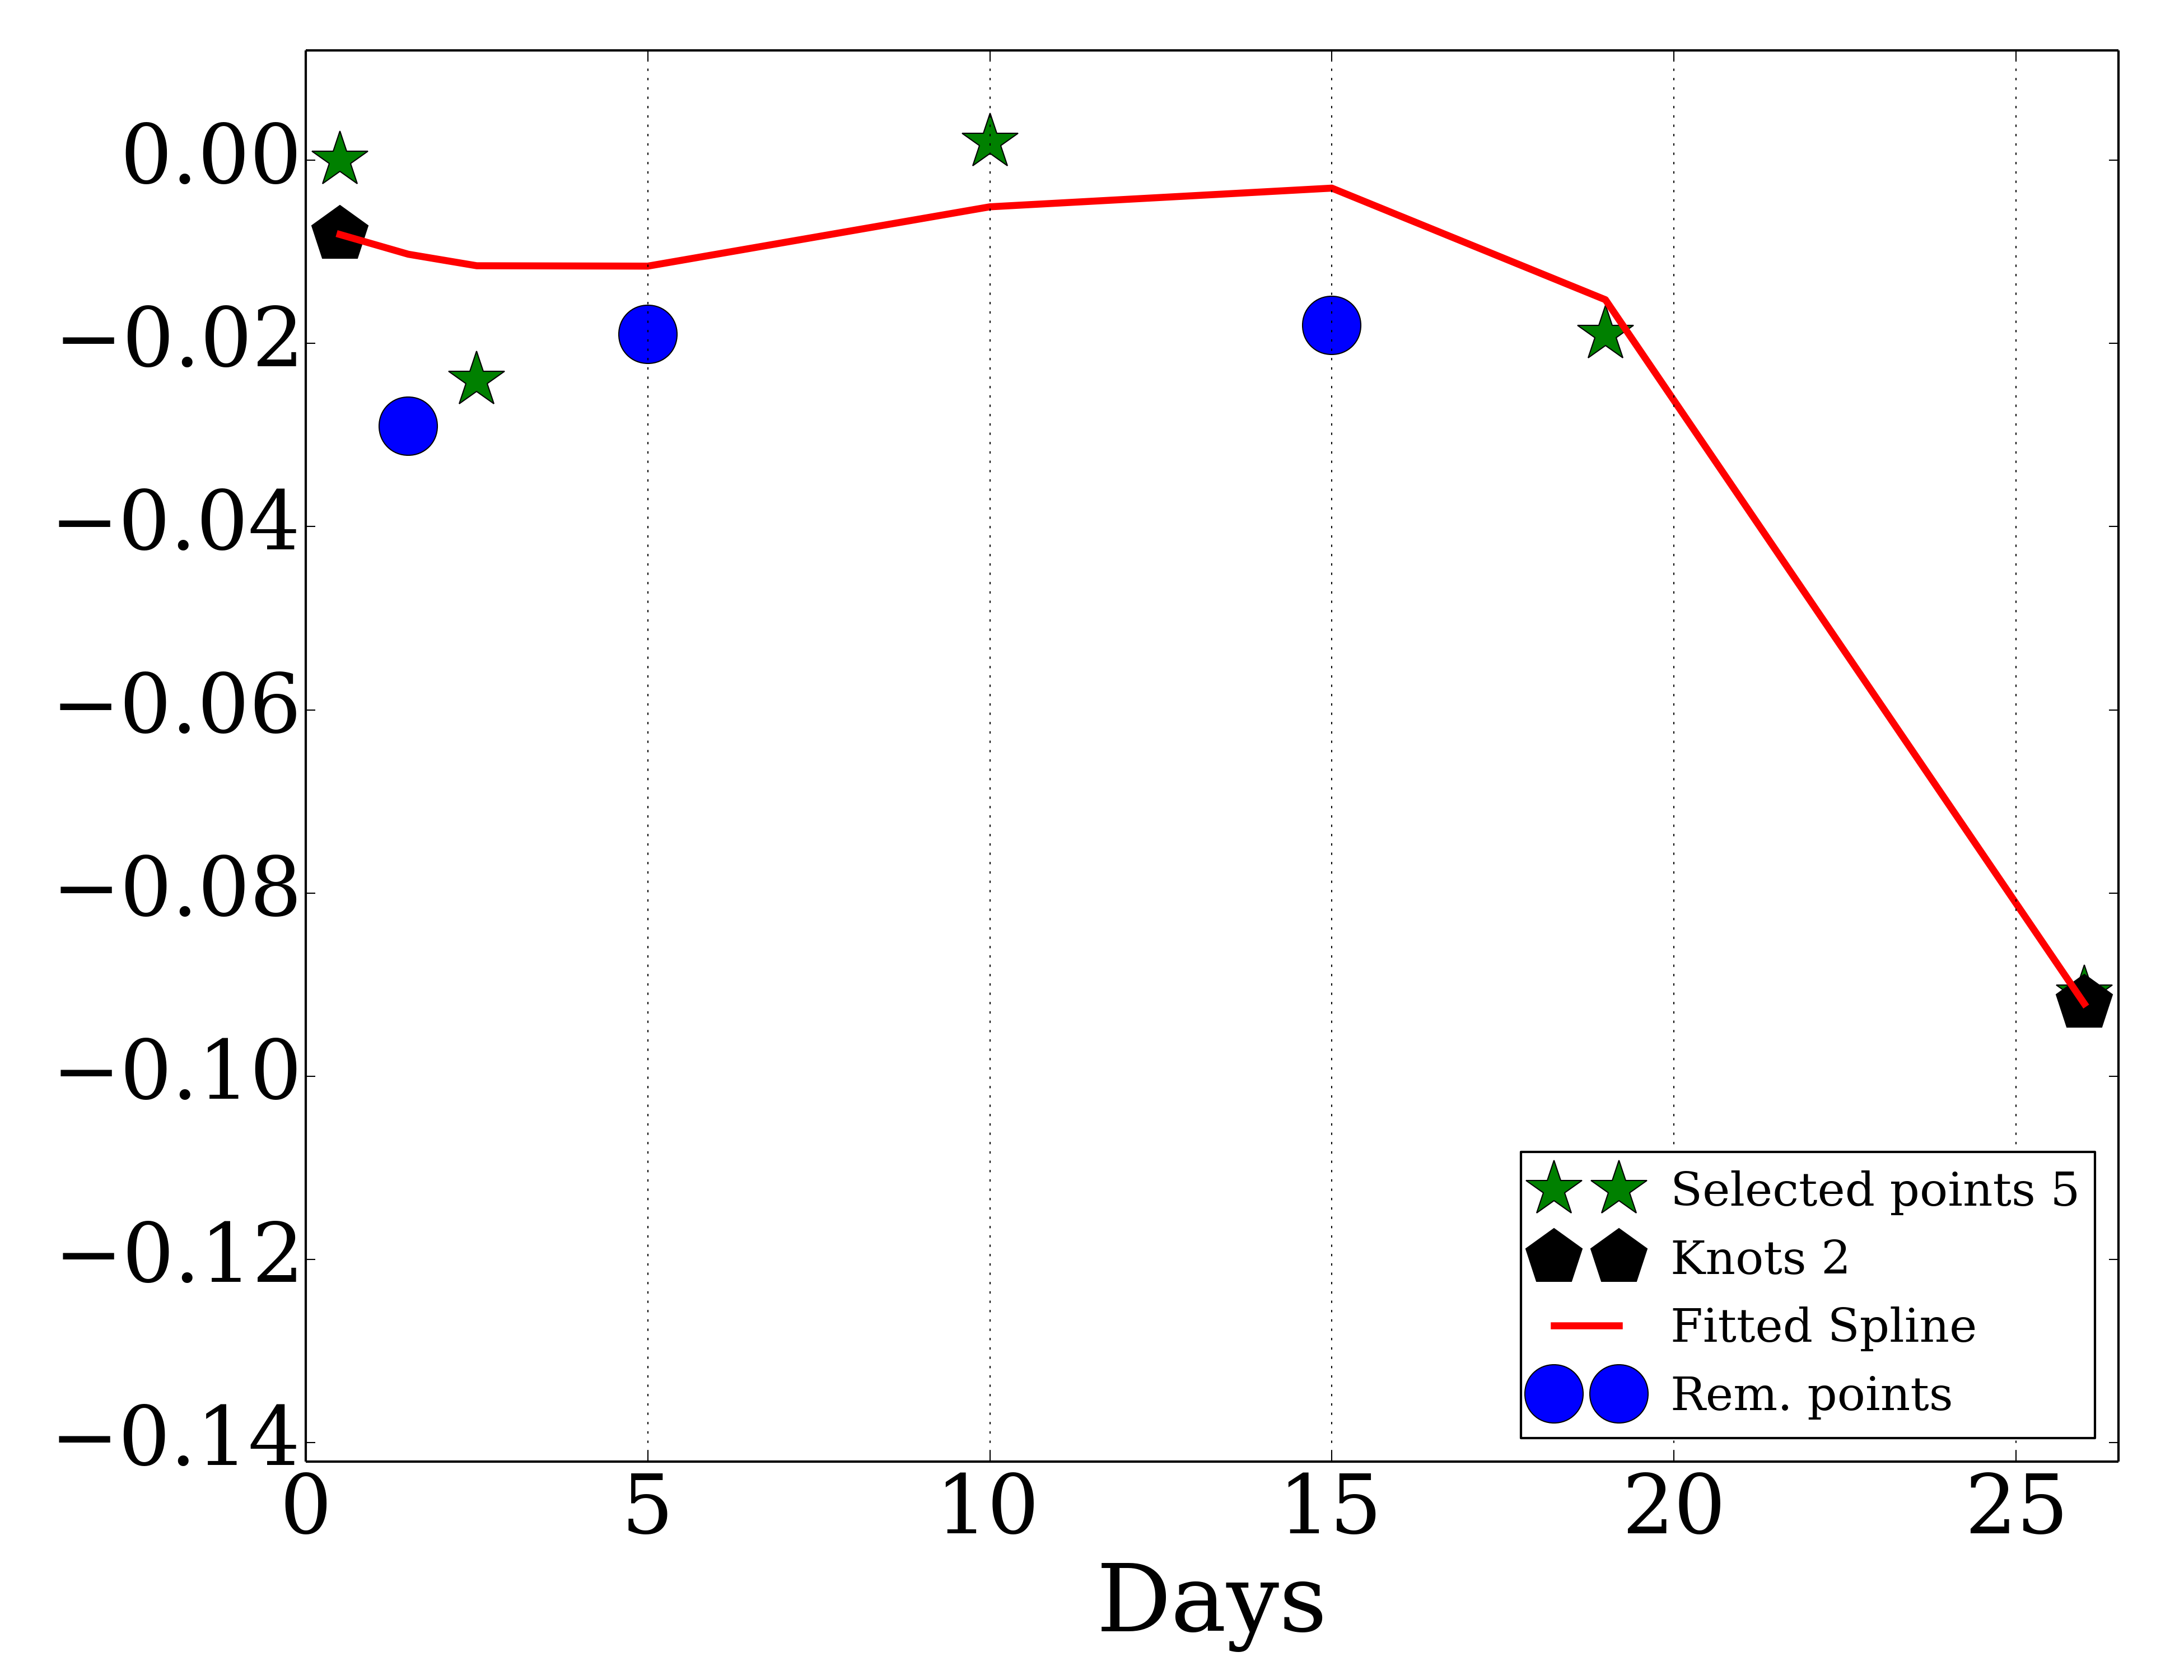 0.00
−0.02
−0.04
−0.06
−0.08
−0.10
−0.12
−0.14
0 5 10 15 20 25
Days
Selected points 5
Knots 2
Fitted Spline
Rem. points